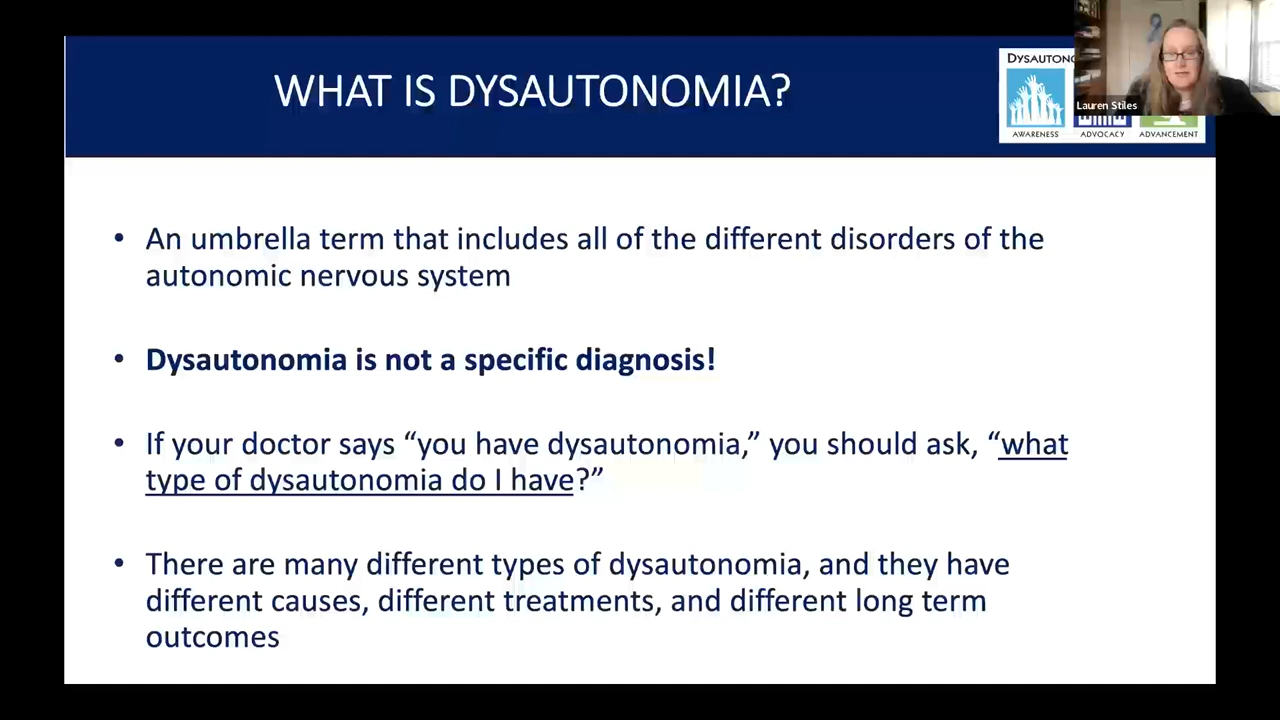 WHAT IS DYSAUTONOMIA?
Lauren Stiles
AWARENESS
ADVOCACY
ADVANCEMENT
• An umbrella term that includes all of the different disorders of the
autonomic nervous system
• Dysautonomia is not a specific diagnosis!
• If your doctor says “you have dysautonomia,” you should ask, “what
type of dysautonomia do I have?”
• There are many different types of dysautonomia, and they have
different causes, different treatments, and different long term
outcomes